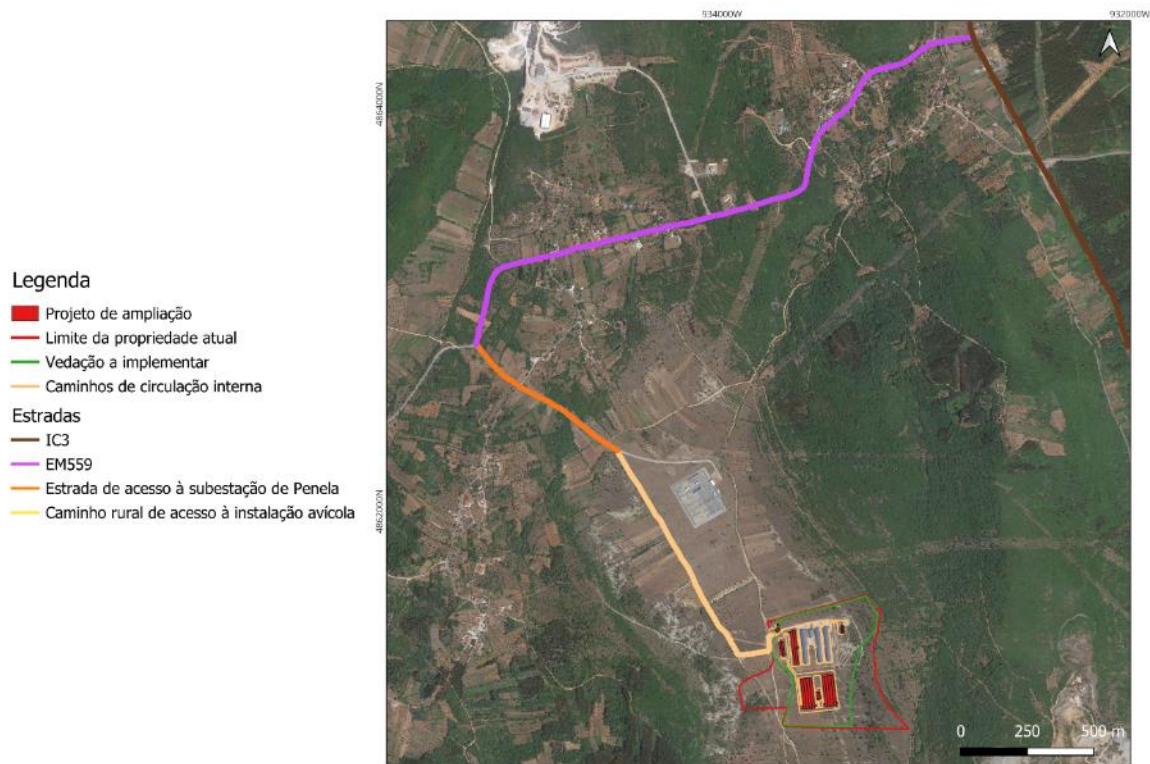 934000W
932000W
4864000N
Legenda
Projeto de ampliação
Limite da propriedade atual
Vedação a implementar
Caminhos de circulação interna
Estradas
IC3
EM559
Estrada de acesso à subestação de Penela
Caminho rural de acesso à instalação avícola
4862000N
0 250 500 m